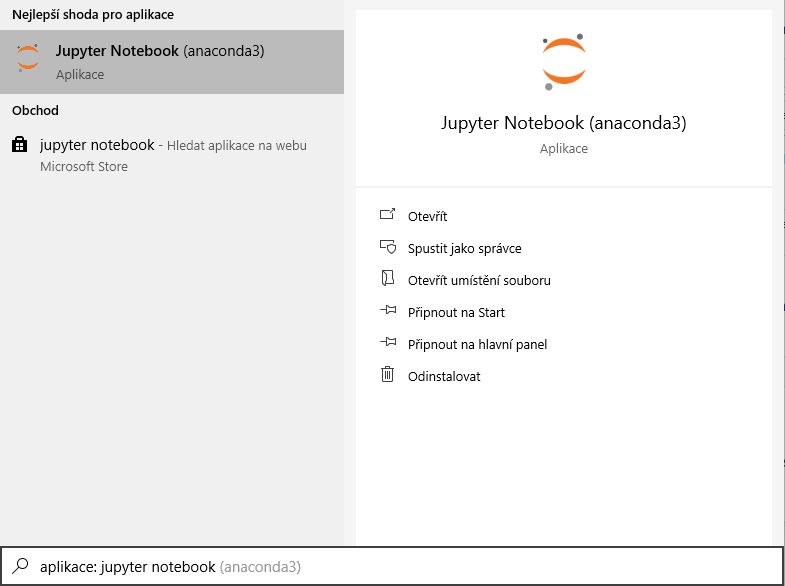 Nejlepší shoda pro aplikace
Jupyter Notebook (anaconda3)
Aplikace
Obchod
jupyter notebook - Hledat aplikace na webu
Microsoft Store
Jupyter Notebook (anaconda3)
Aplikace
Otevřít
Spustit jako správce
Otevřít umístění souboru
Připnout na Start
Připnout na hlavní panel
Odinstalovat
aplikace: jupyter notebook (anaconda3)